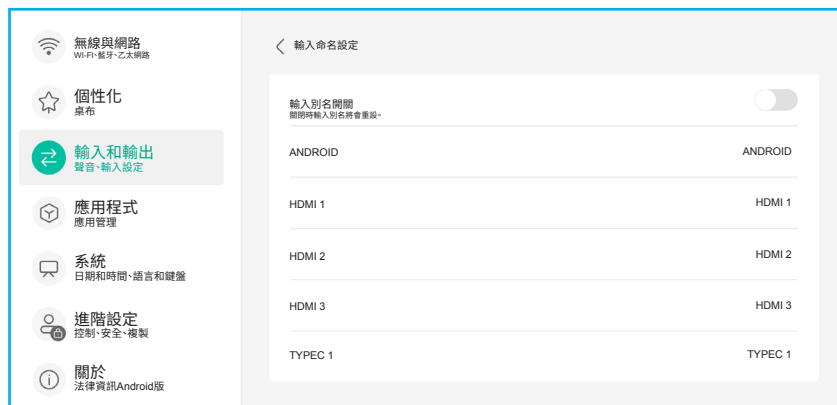 無線與網路
WI-FI、藍牙、乙太網路
個性化
桌布
輸入和輸出
聲音、輸入設定
應用程式
應用管理
系統
日期和時間、語言和鍵盤
進階設定
控制、安全、複製
關於
法律資訊Android版
輸入命名設定
輸入別名開關
關閉時輸入別名將會重設。
ANDROID ANDROID
HDMI 1 HDMI 1
HDMI 2 HDMI 2
HDMI 3 HDMI 3
TYPEC 1 TYPEC 1